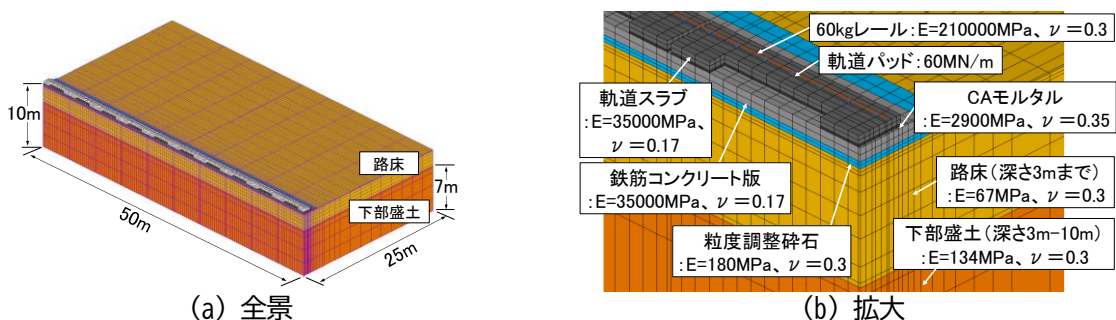 10m
路床
7m
下部盛土
50m
25m
(a) 全景
60kgレール:E=210000MPa、ν=0.3
軌道パッド:60MN/m
軌道スラブ
:E=35000MPa、
ν=0.17
CAモルタル
:E=2900MPa、ν=0.35
鉄筋コンクリート版
:E=35000MPa、ν=0.17
路床(深さ3mまで)
:E=67MPa、ν=0.3
粒度調整砕石
:E=180MPa、ν=0.3
下部盛土(深さ3m-10m)
:E=134MPa、ν=0.3
(b) 拡大